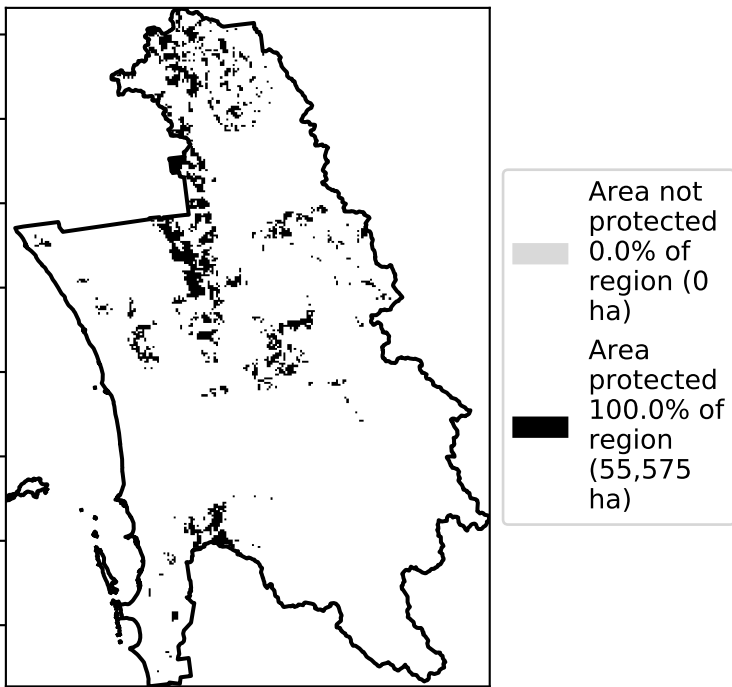 Area not
protected
0.0% of
region (0
ha)
Area
protected
100.0% of
region
(55,575
ha)